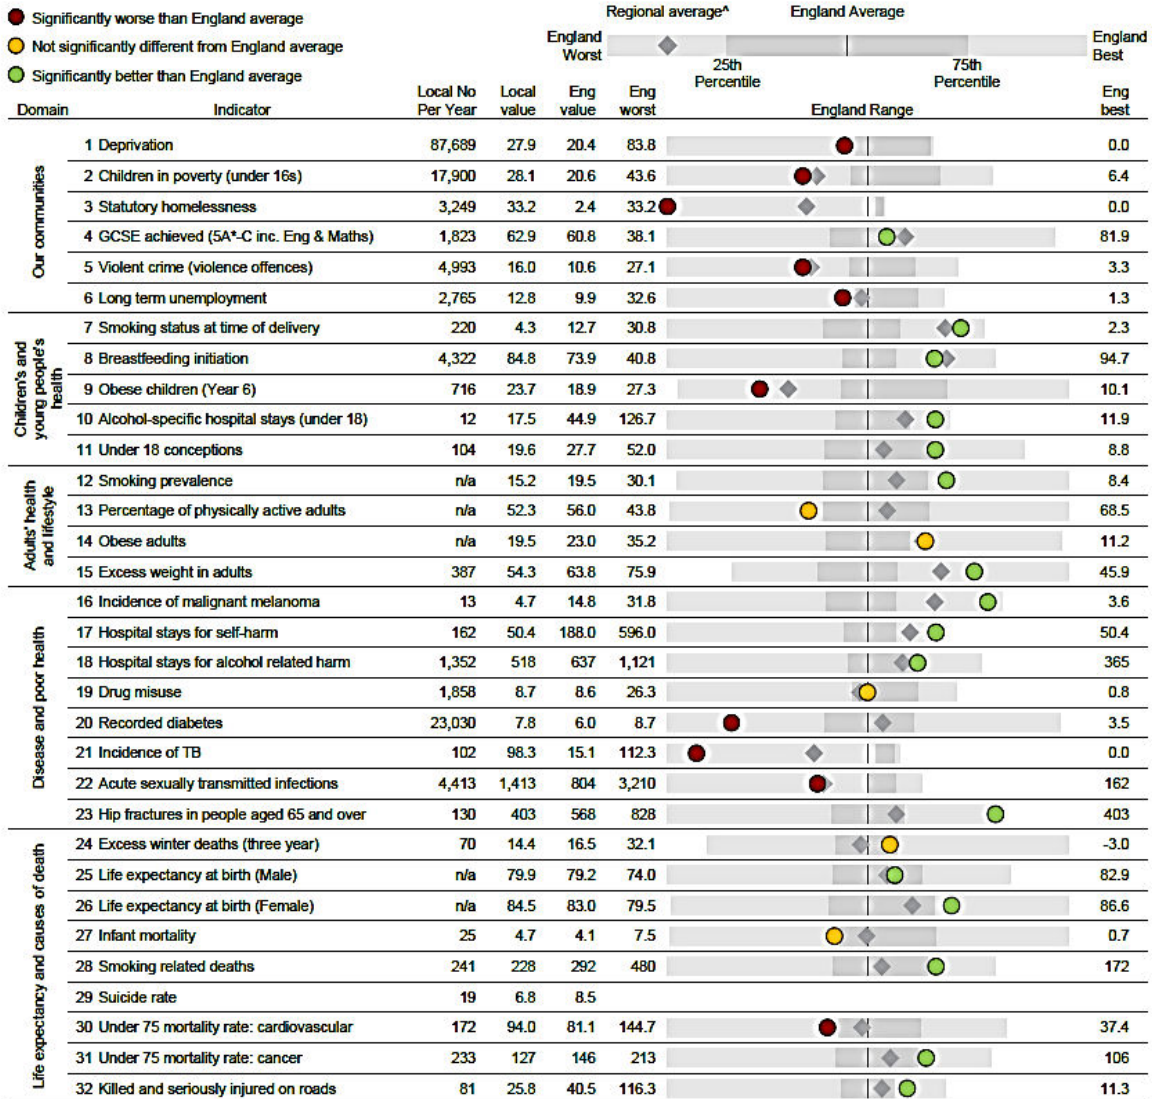 Significantly worse than England average
Not significantly different from England average
Significantly better than England average
Regional average^ England Average
England Worst England Best
25th Percentile 75th Percentile
Domain Indicator Local No Per Year Local value Eng value Eng worst England Range Eng best
Our communities
1 Deprivation 87,689 27.9 20.4 83.8 0.0
2 Children in poverty (under 16s) 17,900 28.1 20.6 43.6 6.4
3 Statutory homelessness 3,249 33.2 2.4 33.2 0.0
4 GCSE achieved (5A*-C inc. Eng & Maths) 1,823 62.9 60.8 38.1 81.9
5 Violent crime (violence offences) 4,993 16.0 10.6 27.1 3.3
6 Long term unemployment 2,765 12.8 9.9 32.6 1.3
Children's and young people's health
7 Smoking status at time of delivery 220 4.3 12.7 30.8 2.3
8 Breastfeeding initiation 4,322 84.8 73.9 40.8 94.7
9 Obese children (Year 6) 716 23.7 18.9 27.3 10.1
10 Alcohol-specific hospital stays (under 18) 12 17.5 44.9 126.7 11.9
11 Under 18 conceptions 104 19.6 27.7 52.0 8.8
Adults' health and lifestyle
12 Smoking prevalence n/a 15.2 19.5 30.1 8.4
13 Percentage of physically active adults n/a 52.3 56.0 43.8 68.5
14 Obese adults n/a 19.5 23.0 35.2 11.2
15 Excess weight in adults 387 54.3 63.8 75.9 45.9
Disease and poor health
16 Incidence of malignant melanoma 13 4.7 14.8 31.8 3.6
17 Hospital stays for self-harm 162 50.4 188.0 596.0 50.4
18 Hospital stays for alcohol related harm 1,352 518 637 1,121 365
19 Drug misuse 1,858 8.7 8.6 26.3 0.8
20 Recorded diabetes 23,030 7.8 6.0 8.7 3.5
21 Incidence of TB 102 98.3 15.1 112.3 0.0
22 Acute sexually transmitted infections 4,413 1,413 804 3,210 162
23 Hip fractures in people aged 65 and over 130 403 568 828 403
Life expectancy and causes of death
24 Excess winter deaths (three year) 70 14.4 16.5 32.1 -3.0
25 Life expectancy at birth (Male) n/a 79.9 79.2 74.0 82.9
26 Life expectancy at birth (Female) n/a 84.5 83.0 79.5 86.6
27 Infant mortality 25 4.7 4.1 7.5 0.7
28 Smoking related deaths 241 228 292 480 172
29 Suicide rate 19 6.8 8.5
30 Under 75 mortality rate: cardiovascular 172 94.0 81.1 144.7 37.4
31 Under 75 mortality rate: cancer 233 127 146 213 106
32 Killed and seriously injured on roads 81 25.8 40.5 116.3 11.3